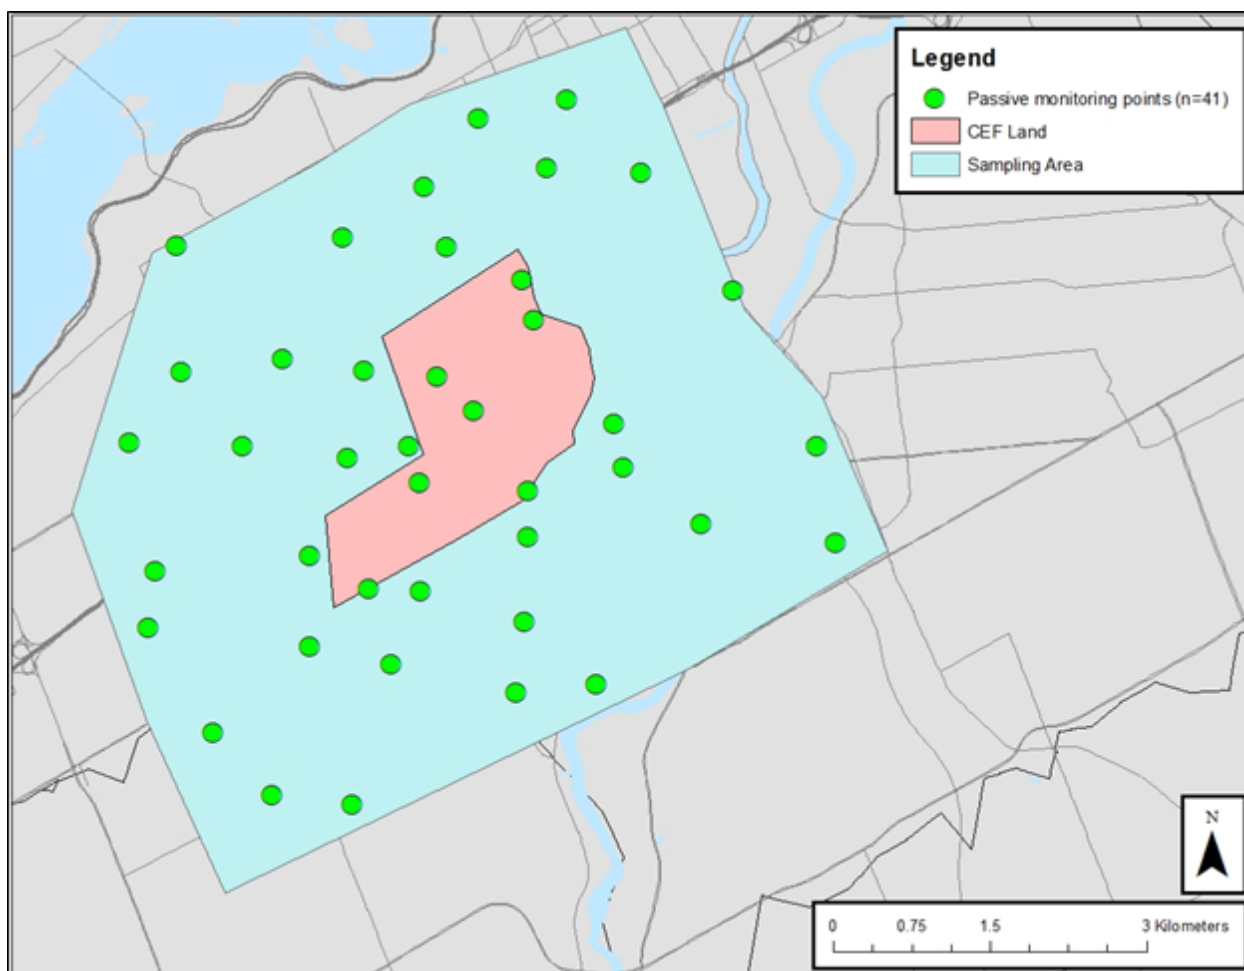 Legend
Passive monitoring points (n=41)
CEF Land
Sampling Area
N
0 0.75 1.5 3 Kilometers